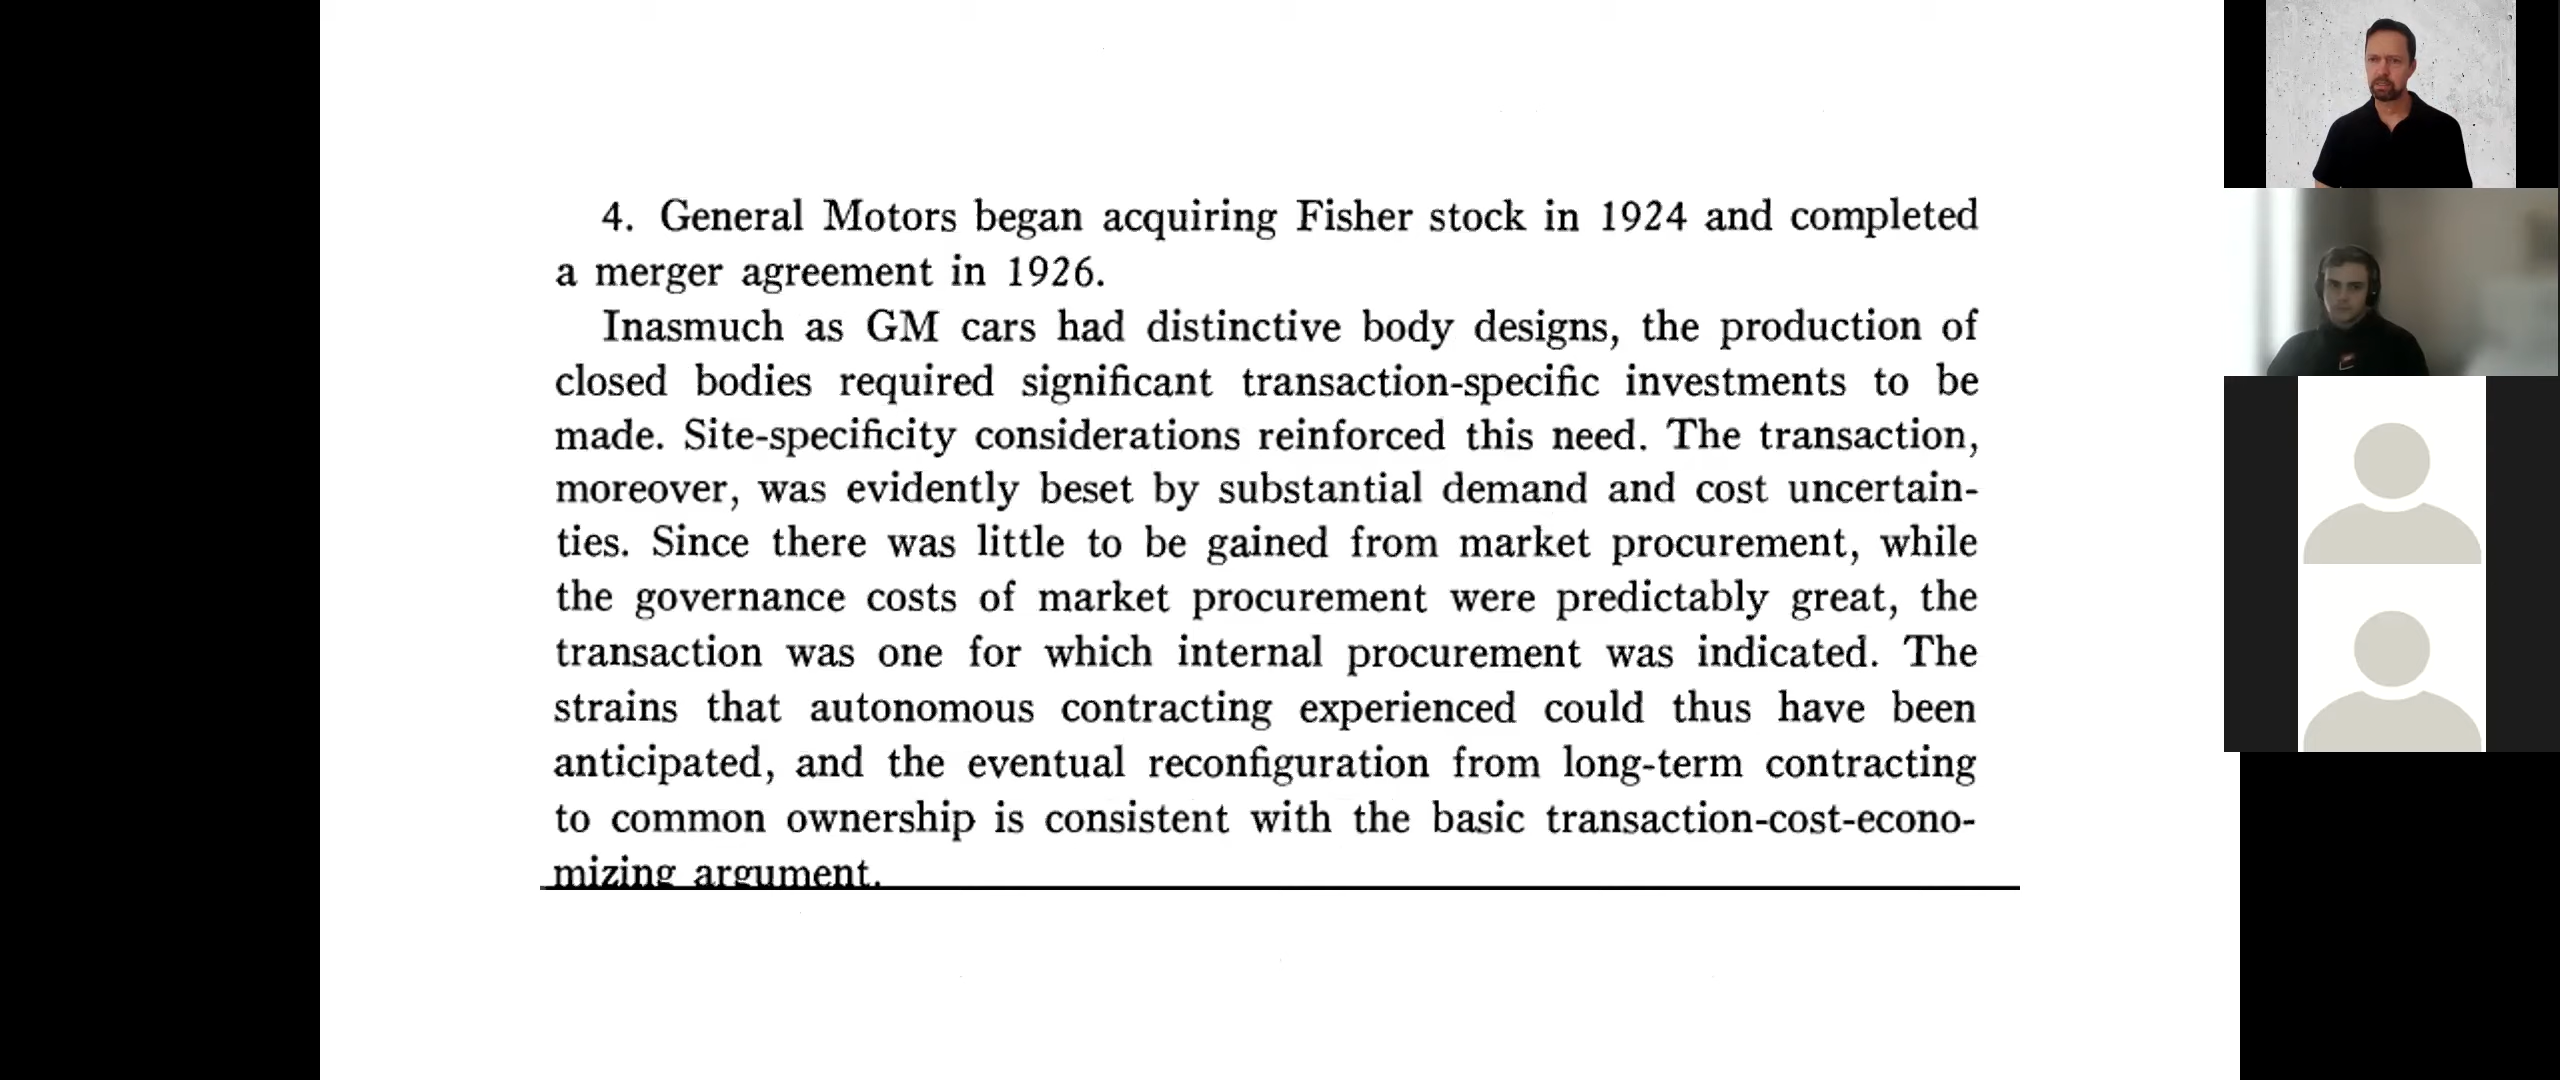 4. General Motors began acquiring Fisher stock in 1924 and completed
a merger agreement in 1926.
Inasmuch as GM cars had distinctive body designs, the production of
closed bodies required significant transaction-specific investments to be
made. Site-specificity considerations reinforced this need. The transaction,
moreover, was evidently beset by substantial demand and cost uncertain-
ties. Since there was little to be gained from market procurement, while
the governance costs of market procurement were predictably great, the
transaction was one for which internal procurement was indicated. The
strains that autonomous contracting experienced could thus have been
anticipated, and the eventual reconfiguration from long-term contracting
to common ownership is consistent with the basic transaction-cost-econo-
mizing argument.